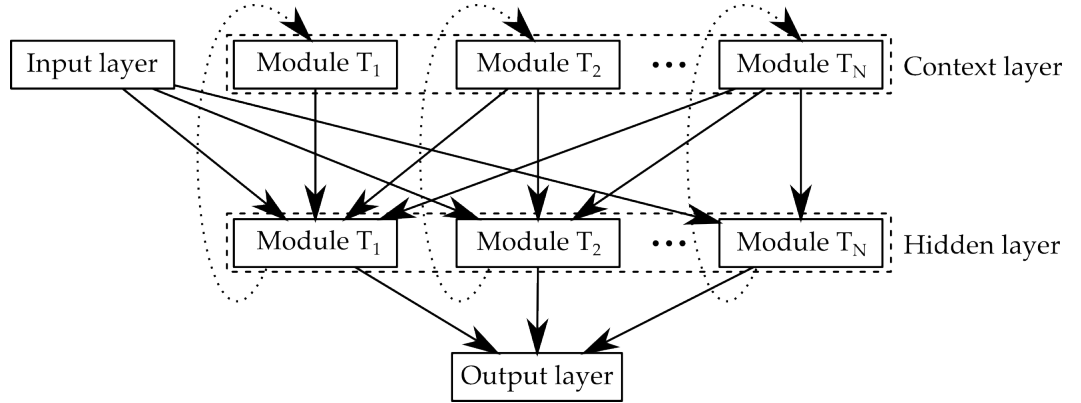 Input layer
Module T1
Module T2
•••
Module TN
Context layer
Module T1
Module T2
•••
Module TN
Hidden layer
Output layer